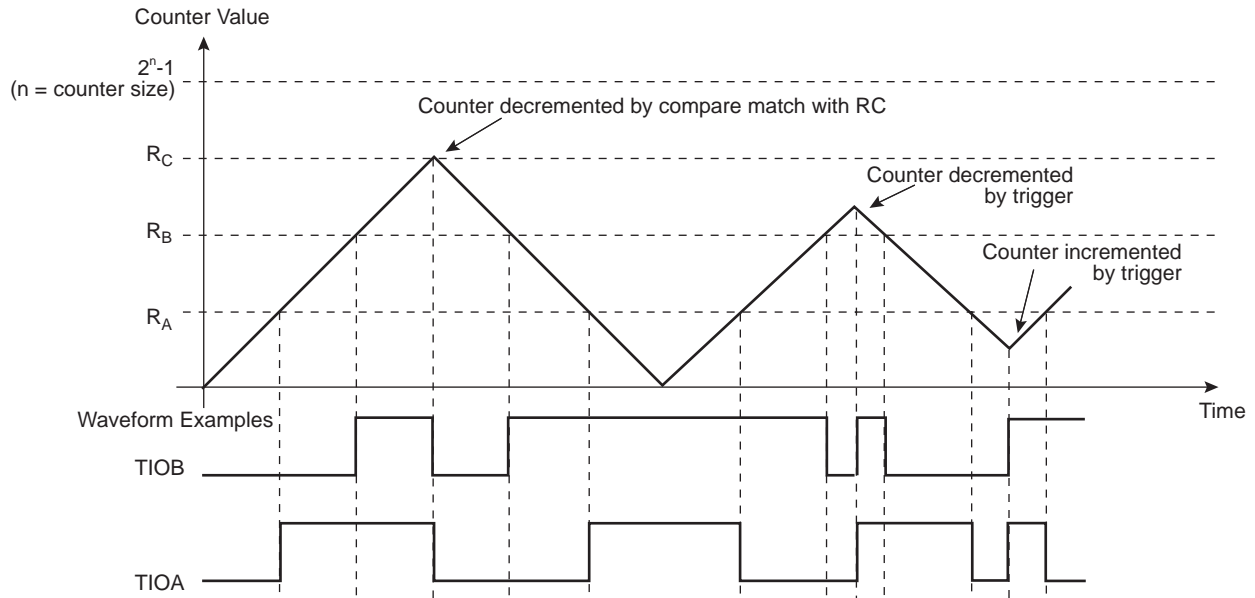 Counter Value
2ⁿ-1
(n = counter size)
Counter decremented by compare match with RC
R_C
Counter decremented
by trigger
R_B
Counter incremented
by trigger
R_A
Time
Waveform Examples
TIOB
TIOA